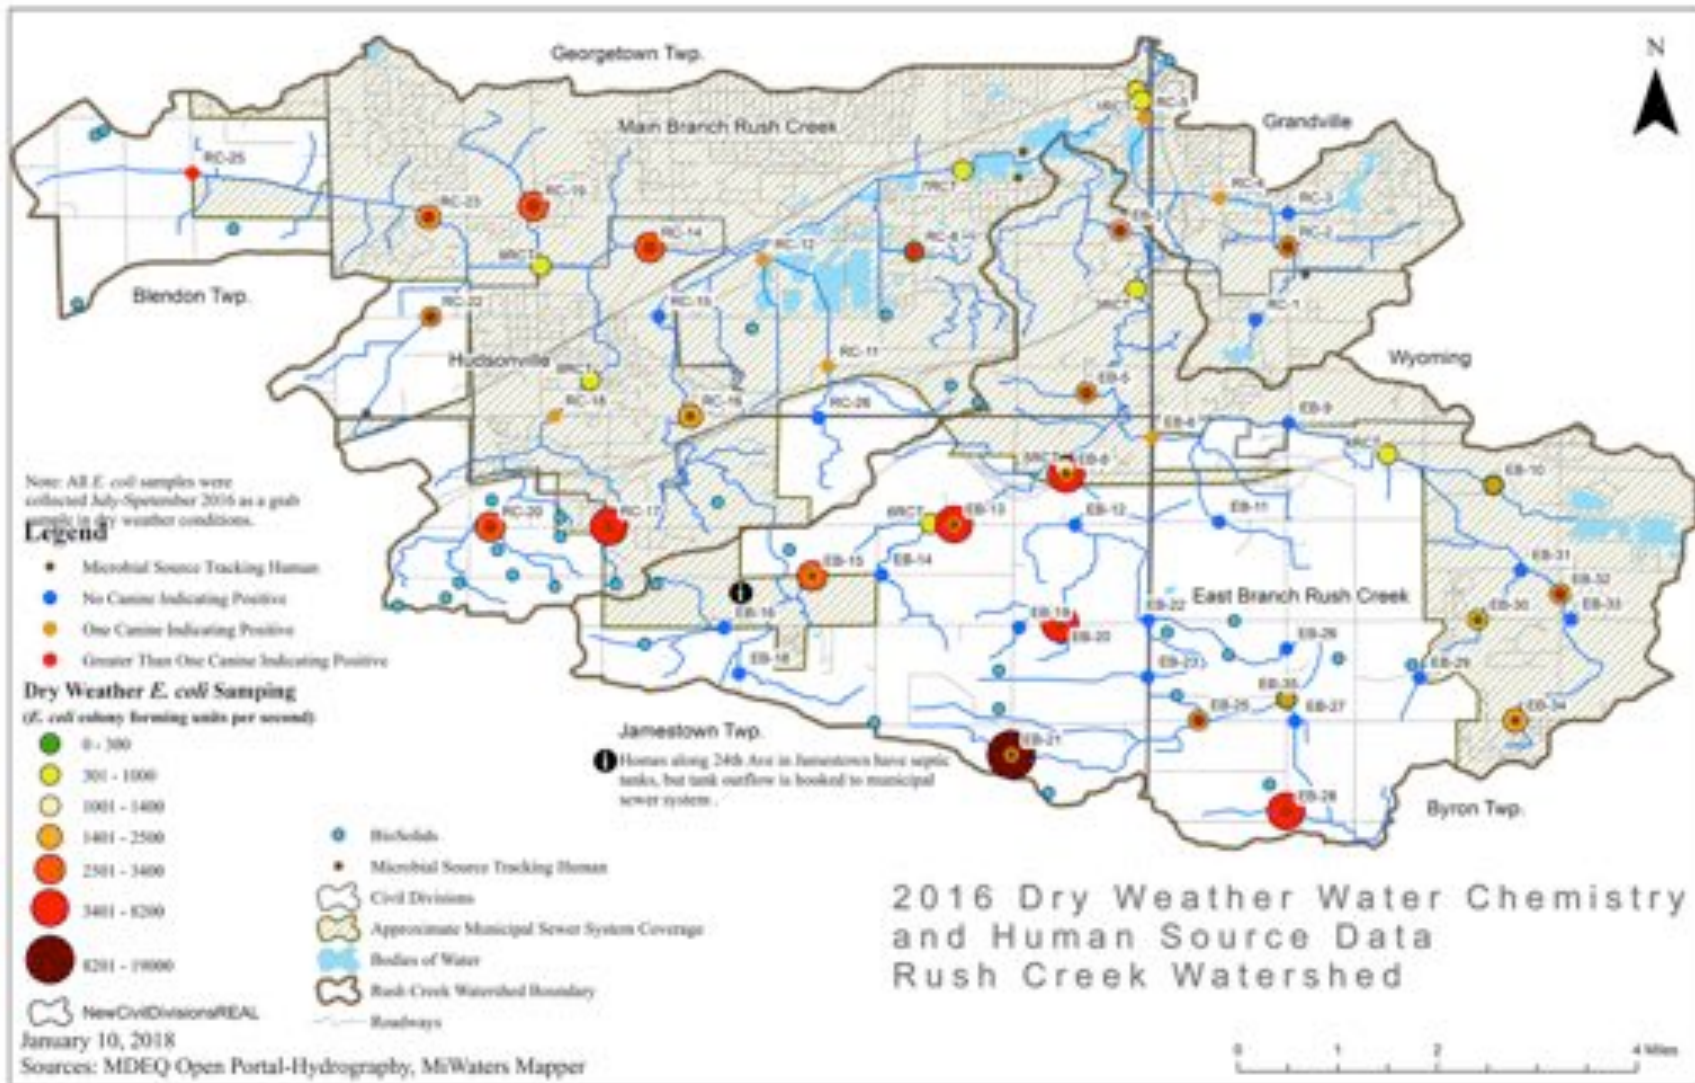 Georgetown Twp.
N
Main Branch Rush Creek
Grandville
RC-25
RC-23
RC-19
RC-14
RC-12
7RCT
RC-4
RC-3
RC-2
RC-1
Blendon Twp.
RC-22
RC-15
3RCT
Hudsonville
RC-11
Wyoming
RC-18
RC-16
RC-26
EB-5
EB-6
EB-9
EB-8
EB-10
Note: All E. coli samples were
collected July-Spetember 2016 as a grab
sample in dry weather conditions.
Legend
RC-20
RC-17
6RCT
EB-13
EB-12
EB-11
Microbial Source Tracking Human
EB-15
EB-14
EB-31
EB-32
No Canine Indicating Positive
EB-16
EB-19
EB-20
EB-22
East Branch Rush Creek
EB-30
EB-33
One Canine Indicating Positive
Greater Than One Canine Indicating Positive
EB-18
EB-23
EB-26
EB-29
Dry Weather E. coli Samping
(E. coli colony forming units per second)
EB-35
EB-25
EB-27
EB-34
Jamestown Twp.
EB-21
0 - 300
301 - 1000
1001 - 1400
1401 - 2500
2501 - 3400
3401 - 8200
8201 - 19000
NewCivilDivisionsREAL
i Homes along 24th Ave in Jamestown have septic
tanks, but tank outflow is hooked to municipal
sewer system .
EB-28
Byron Twp.
BioSolids
Microbial Source Tracking Human
Civil Divisions
Approximate Municipal Sewer System Coverage
Bodies of Water
Rush Creek Watershed Boundary
Roadways
2016 Dry Weather Water Chemistry
and Human Source Data
Rush Creek Watershed
January 10, 2018
Sources: MDEQ Open Portal-Hydrography, MiWaters Mapper
0 1 2 4 Miles